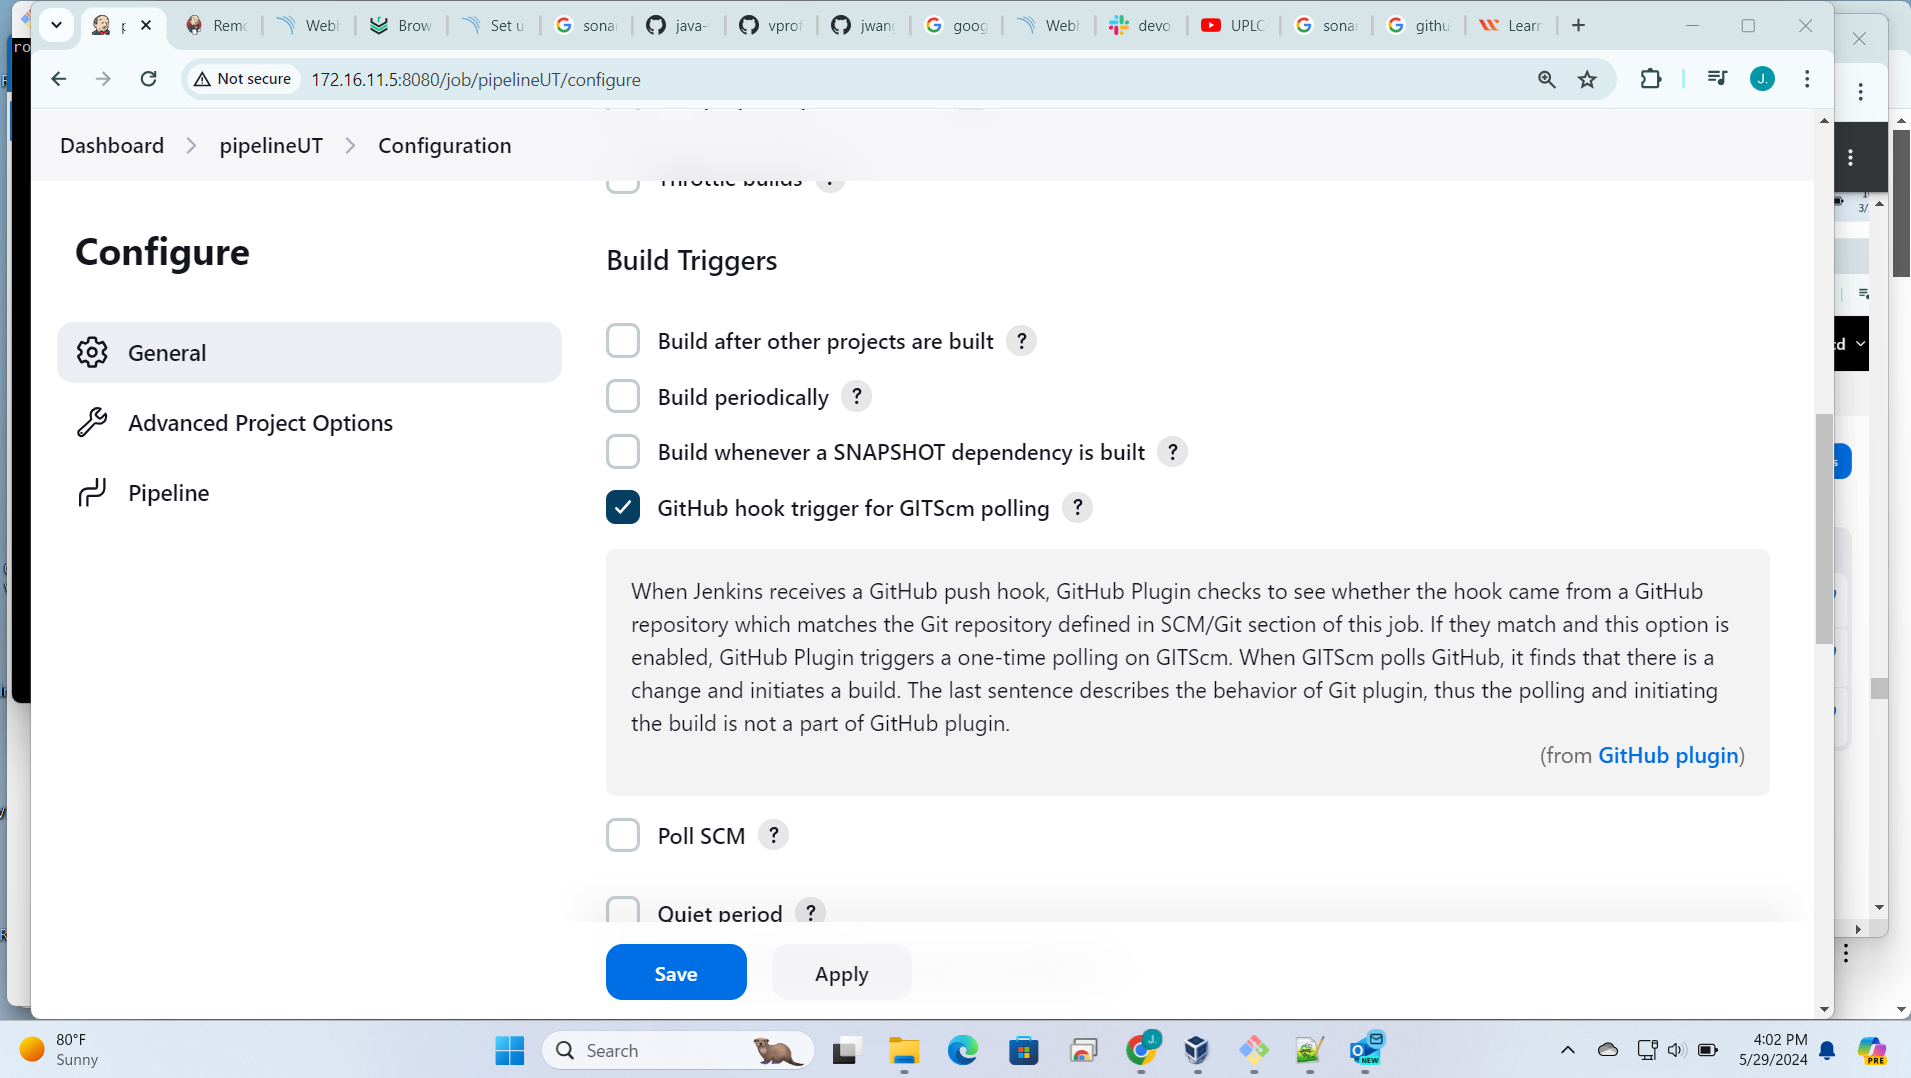 Remo
Webh
Brow
Set u
sonar
java-
vprof
jwang
goog
Webh
devo
UPLO
sonar
githu
Learn
Not secure
172.16.11.5:8080/job/pipelineUT/configure
J.
Dashboard
pipelineUT
Configuration
Throttle builds ?
Configure
General
Advanced Project Options
Pipeline
Build Triggers
Build after other projects are built ?
Build periodically ?
Build whenever a SNAPSHOT dependency is built ?
GitHub hook trigger for GITScm polling ?
When Jenkins receives a GitHub push hook, GitHub Plugin checks to see whether the hook came from a GitHub
repository which matches the Git repository defined in SCM/Git section of this job. If they match and this option is
enabled, GitHub Plugin triggers a one-time polling on GITScm. When GITScm polls GitHub, it finds that there is a
change and initiates a build. The last sentence describes the behavior of Git plugin, thus the polling and initiating
the build is not a part of GitHub plugin.
(from GitHub plugin)
Poll SCM ?
Quiet period ?
Save
Apply
80°F
Sunny
Search
J.
NEW
4:02 PM
5/29/2024
PRE